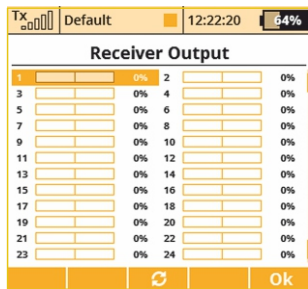 Tx Default 12:22:20 64%
Receiver Output
1 0% 2 0%
3 0% 4 0%
5 0% 6 0%
7 0% 8 0%
9 0% 10 0%
11 0% 12 0%
13 0% 14 0%
15 0% 16 0%
17 0% 18 0%
19 0% 20 0%
21 0% 22 0%
23 0% 24 0%
Ok